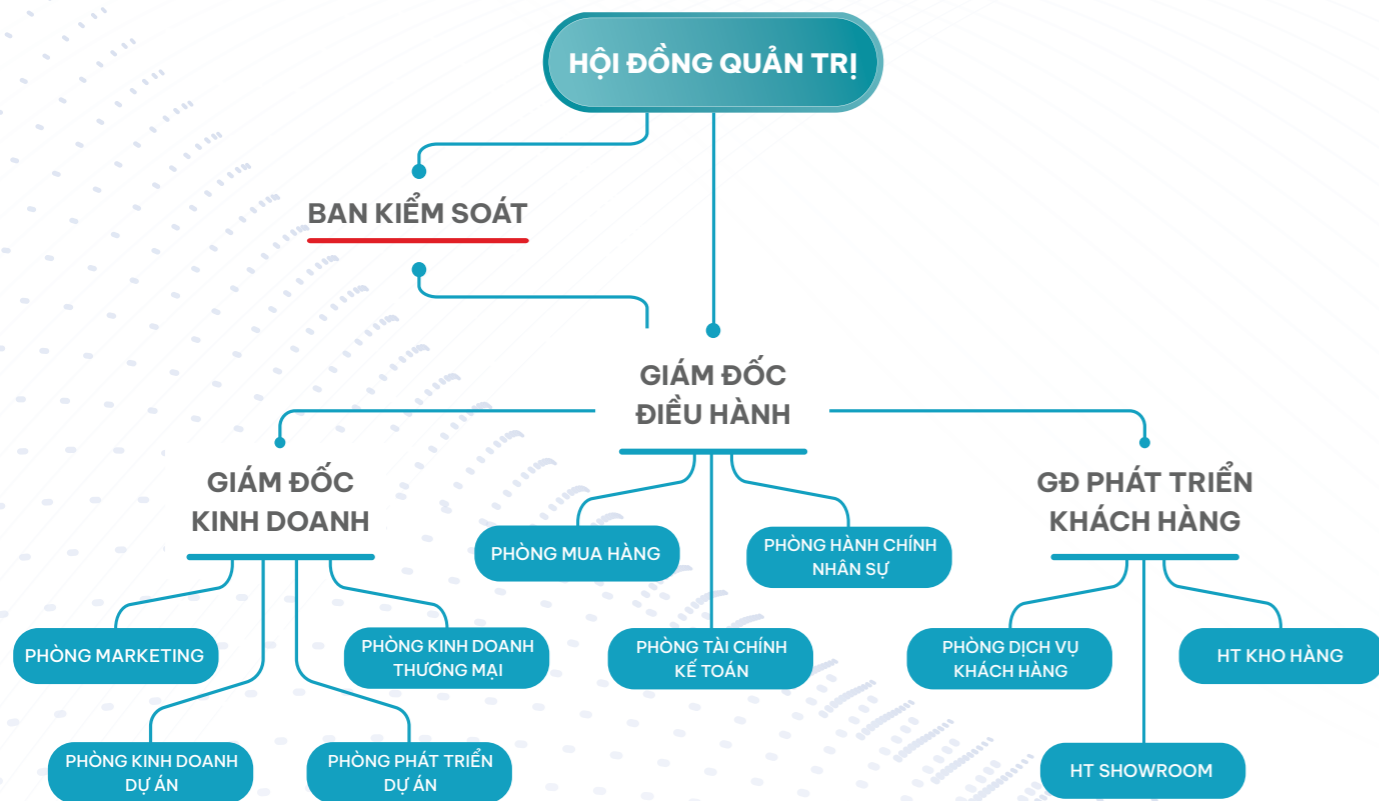 HỘI ĐỒNG QUẢN TRỊ
BAN KIỂM SOÁT
GIÁM ĐỐC
ĐIỀU HÀNH
GIÁM ĐỐC
KINH DOANH
GĐ PHÁT TRIỂN
KHÁCH HÀNG
PHÒNG MUA HÀNG
PHÒNG HÀNH CHÍNH
NHÂN SỰ
PHÒNG MARKETING
PHÒNG KINH DOANH
THƯƠNG MẠI
PHÒNG TÀI CHÍNH
KẾ TOÁN
PHÒNG DỊCH VỤ
KHÁCH HÀNG
HT KHO HÀNG
PHÒNG KINH DOANH
DỰ ÁN
PHÒNG PHÁT TRIỂN
DỰ ÁN
HT SHOWROOM